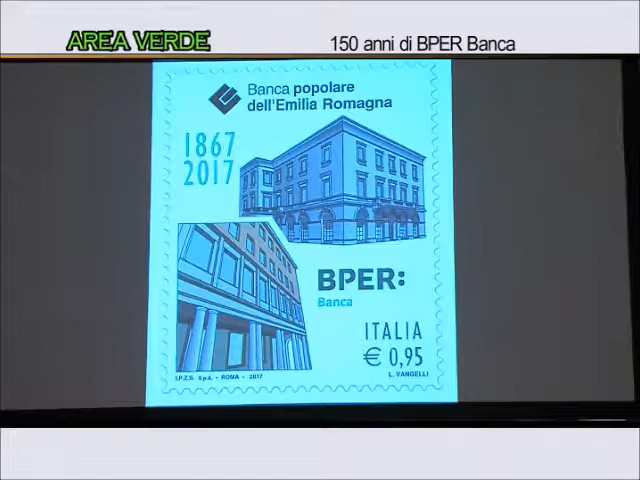 AREA VERDE
150 anni di BPER Banca
Banca popolare
dell'Emilia Romagna
1867
2017
BPER:
Banca
ITALIA
€ 0,95
L. VANGELLI
I.P.Z.S. S.p.A. - ROMA - 2017